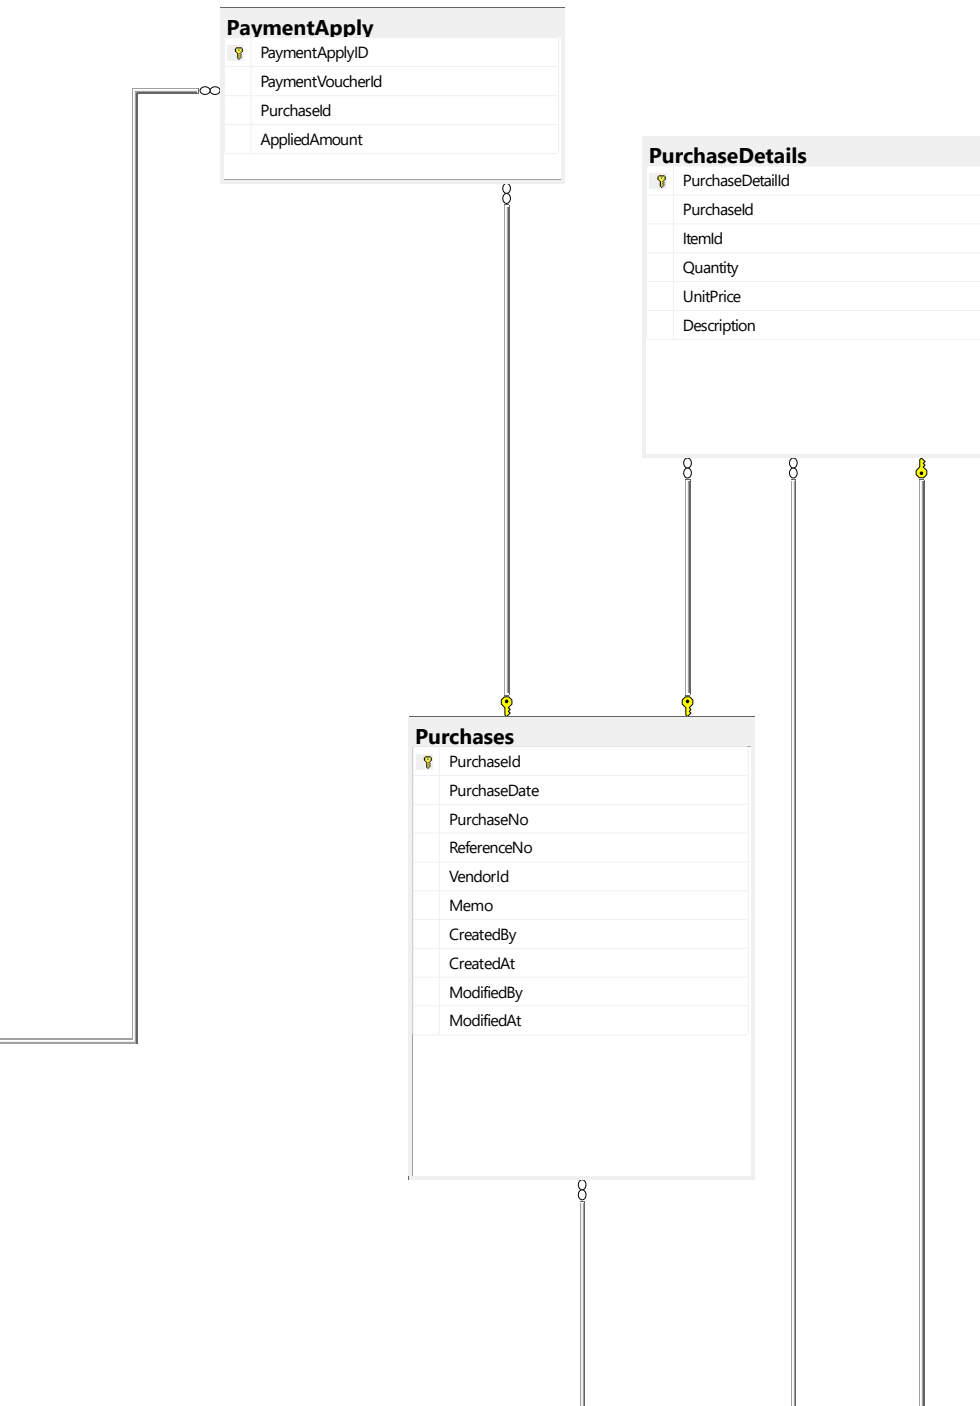 PaymentApply
PaymentApplyID
PaymentVoucherId
PurchaseId
AppliedAmount
PurchaseDetails
PurchaseDetailId
PurchaseId
ItemId
Quantity
UnitPrice
Description
Purchases
PurchaseId
PurchaseDate
PurchaseNo
ReferenceNo
VendorId
Memo
CreatedBy
CreatedAt
ModifiedBy
ModifiedAt